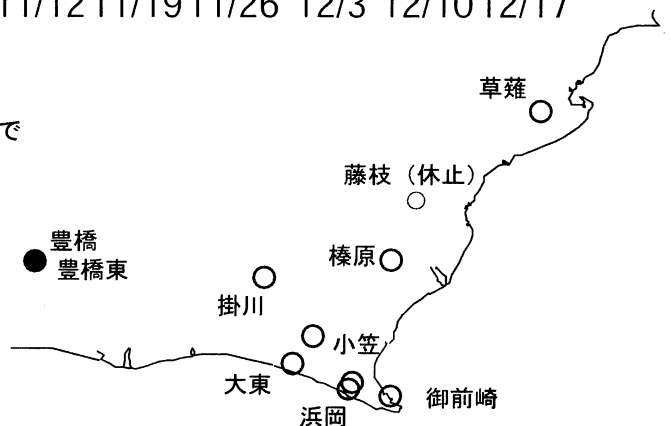 11/12 11/19 11/26 12/3 12/10 12/17
草薙
で
藤枝（休止）
豊橋
豊橋東
榛原
掛川
小笠
大東
御前崎
浜岡